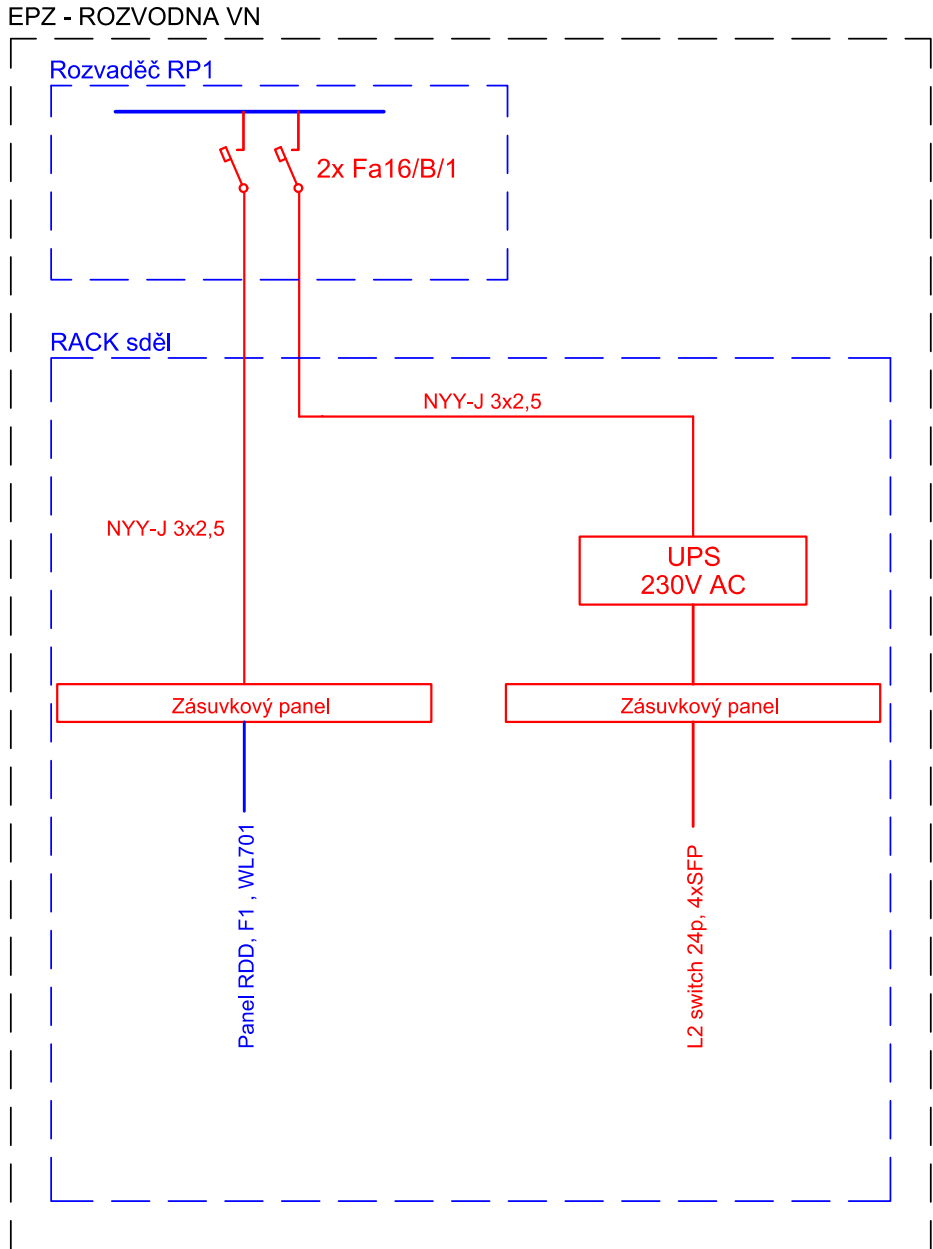 EPZ - ROZVODNA VN
Rozvaděč RP1
2x Fa16/B/1
RACK sděl
NYY-J 3x2,5
NYY-J 3x2,5
UPS
230V AC
Zásuvkový panel
Zásuvkový panel
Panel RDD, F1 , WL701
L2 switch 24p, 4xSFP